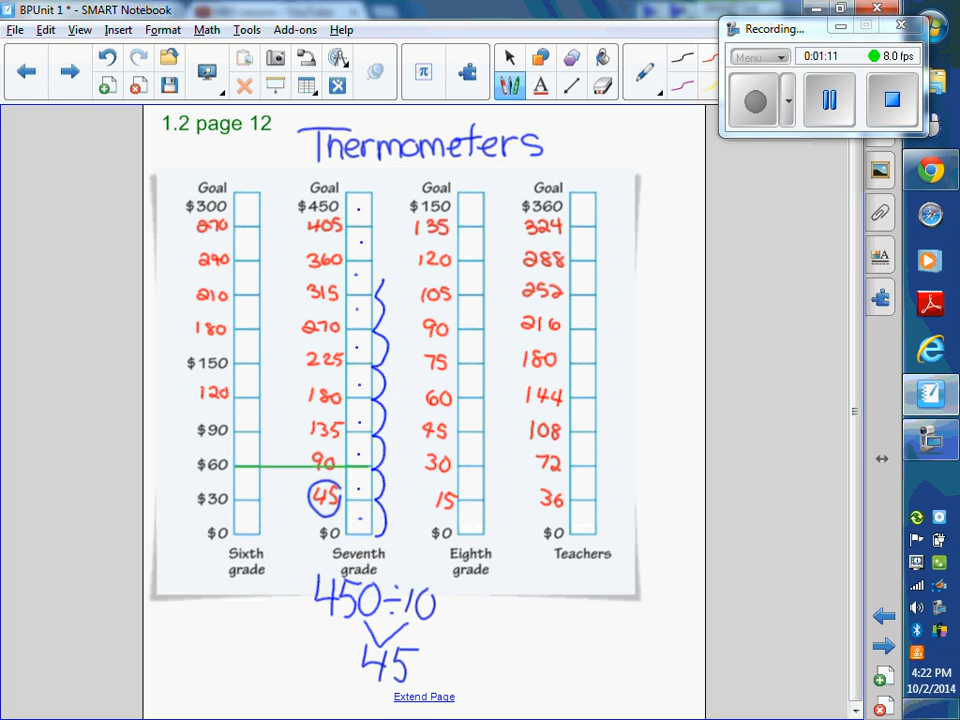 BPUnit 1 * - SMART Notebook
File Edit View Insert Format Math Tools Add-ons Help
Recording...
Menu
0:01:11
8.0 fps
1.2 page 12
Thermometers
Goal Goal Goal Goal
$300 $450 $150 $360
270 405 135 324
240 360 120 288
210 315 105 252
180 270 90 216
$150 225 75 180
120 180 60 144
$90 135 45 108
$60 90 30 72
$30 45 15 36
$0 $0 $0 $0
Sixth grade Seventh grade Eighth grade Teachers
450÷10
45
Extend Page
4:22 PM
10/2/2014